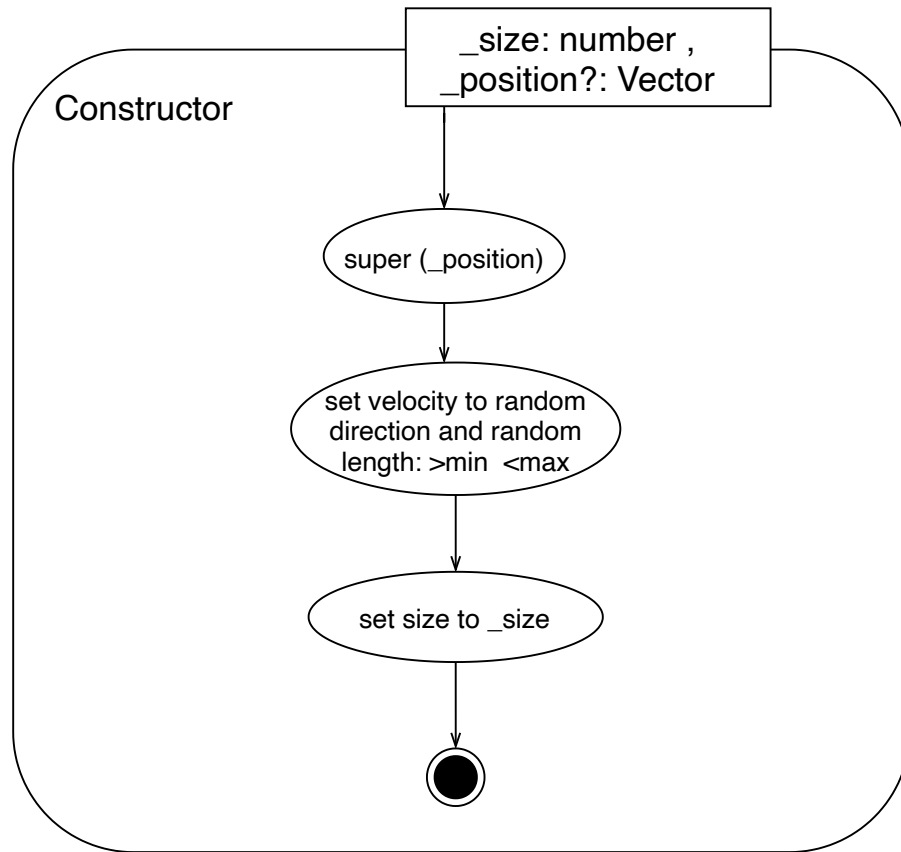 _size: number ,
_position?: Vector
Constructor
super (_position)
set velocity to random
direction and random
length: >min  <max
set size to _size